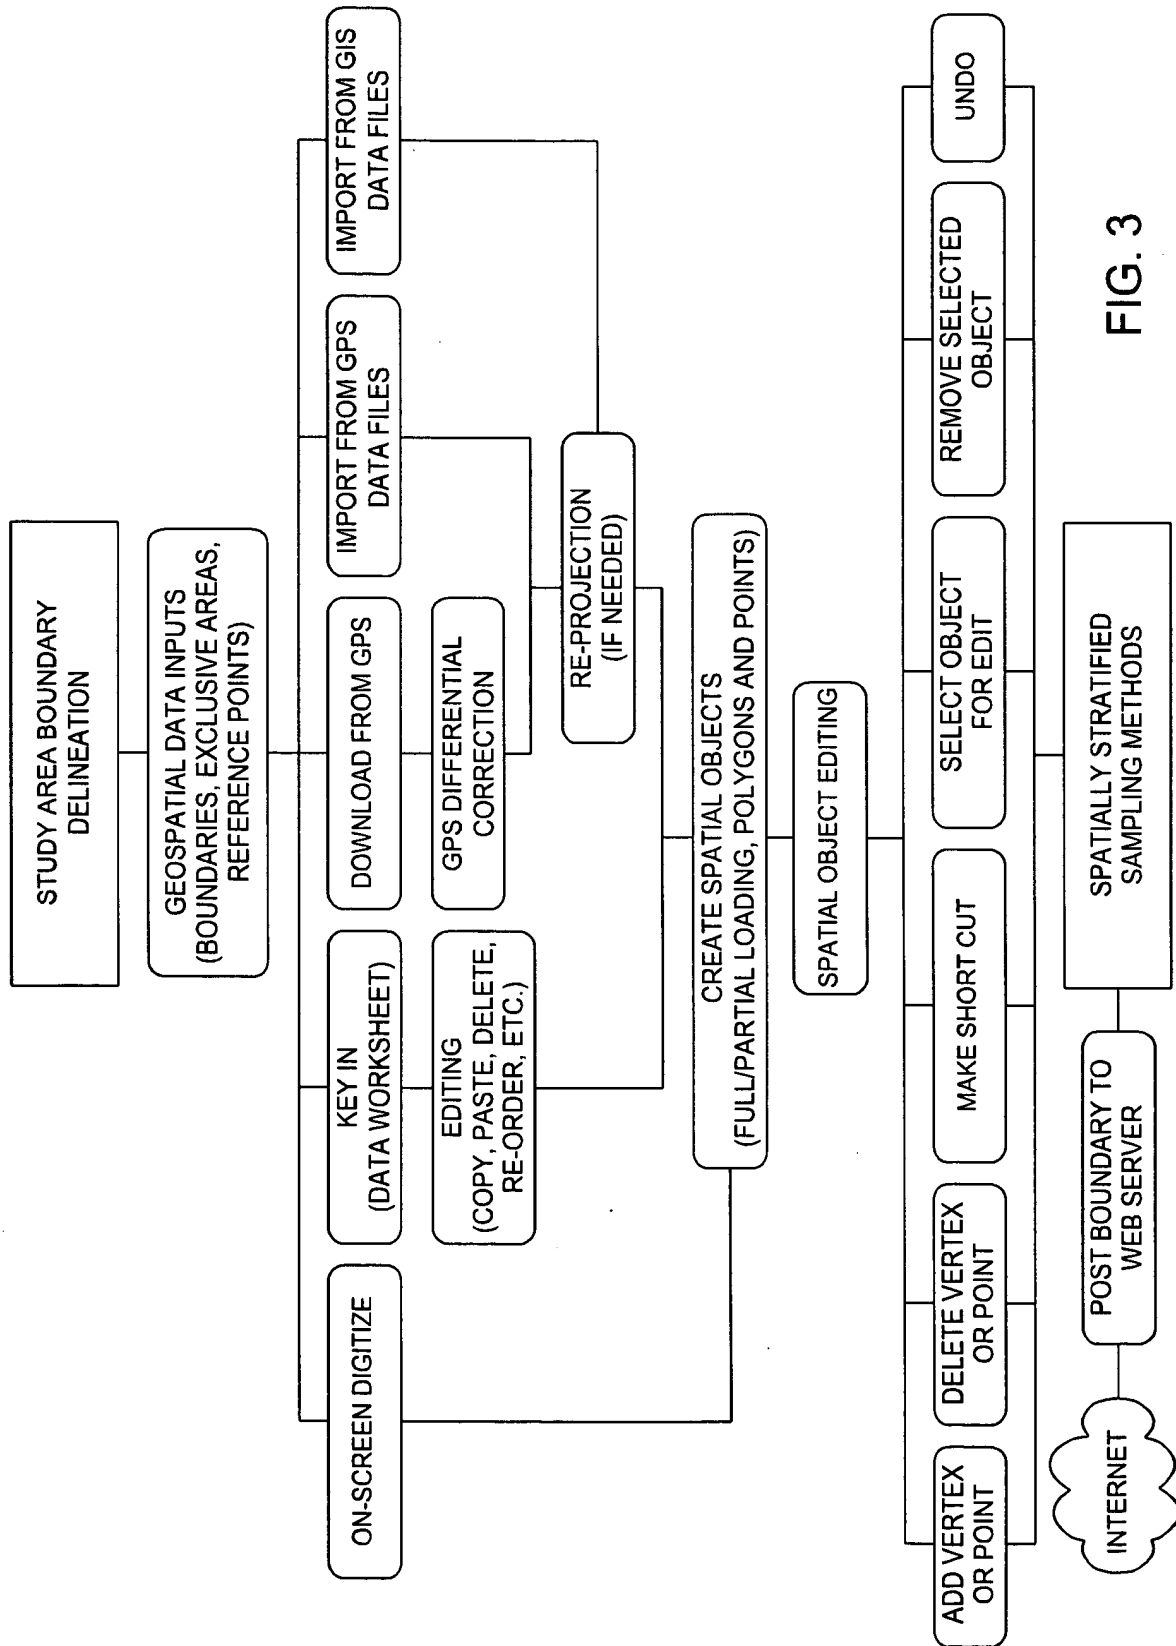 STUDY AREA BOUNDARY
DELINEATION
GEOSPATIAL DATA INPUTS
(BOUNDARIES, EXCLUSIVE AREAS,
REFERENCE POINTS)
ON-SCREEN DIGITIZE
KEY IN
(DATA WORKSHEET)
DOWNLOAD FROM GPS
IMPORT FROM GPS
DATA FILES
IMPORT FROM GIS
DATA FILES
EDITING
(COPY, PASTE, DELETE,
RE-ORDER, ETC.)
GPS DIFFERENTIAL
CORRECTION
RE-PROJECTION
(IF NEEDED)
CREATE SPATIAL OBJECTS
(FULL/PARTIAL LOADING, POLYGONS AND POINTS)
SPATIAL OBJECT EDITING
ADD VERTEX
OR POINT
DELETE VERTEX
OR POINT
MAKE SHORT CUT
SELECT OBJECT
FOR EDIT
REMOVE SELECTED
OBJECT
UNDO
INTERNET
POST BOUNDARY TO
WEB SERVER
SPATIALLY STRATIFIED
SAMPLING METHODS
FIG. 3